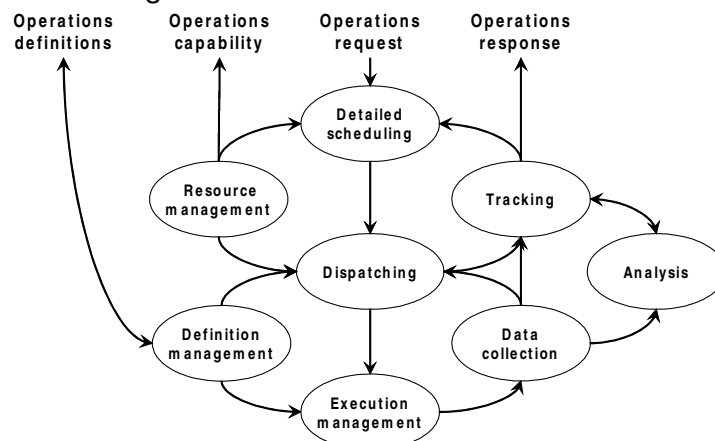 Operations
definitions
Operations
capability
Operations
request
Operations
response
Detailed
scheduling
Resource
management
Tracking
Dispatching
Analysis
Definition
management
Data
collection
Execution
management